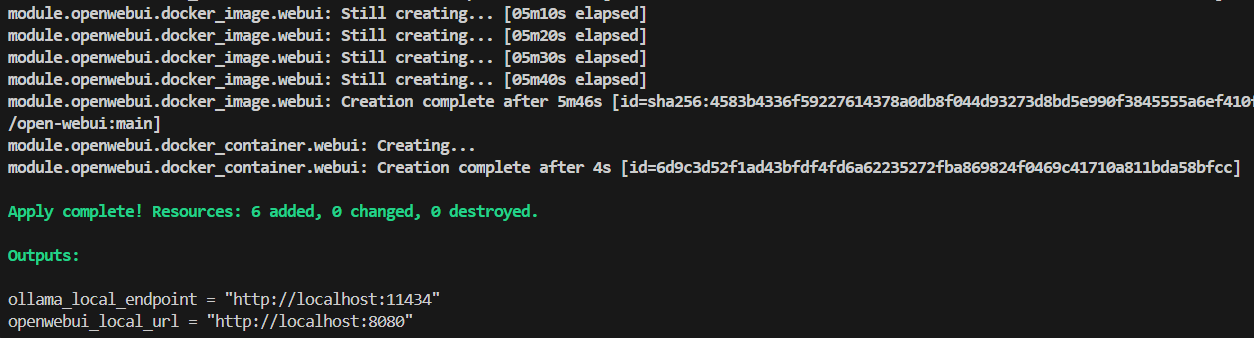 module.openwebui.docker_image.webui: Still creating... [05m10s elapsed]
module.openwebui.docker_image.webui: Still creating... [05m20s elapsed]
module.openwebui.docker_image.webui: Still creating... [05m30s elapsed]
module.openwebui.docker_image.webui: Still creating... [05m40s elapsed]
module.openwebui.docker_image.webui: Creation complete after 5m46s [id=sha256:4583b4336f59227614378a0db8f044d93273d8bd5e990f3845555a6ef410f
/open-webui:main]
module.openwebui.docker_container.webui: Creating...
module.openwebui.docker_container.webui: Creation complete after 4s [id=6d9c3d52f1ad43bfdf4fd6a62235272fba869824f0469c41710a811bda58bfcc]
Apply complete! Resources: 6 added, 0 changed, 0 destroyed.
Outputs:
ollama_local_endpoint = "http://localhost:11434"
openwebui_local_url = "http://localhost:8080"